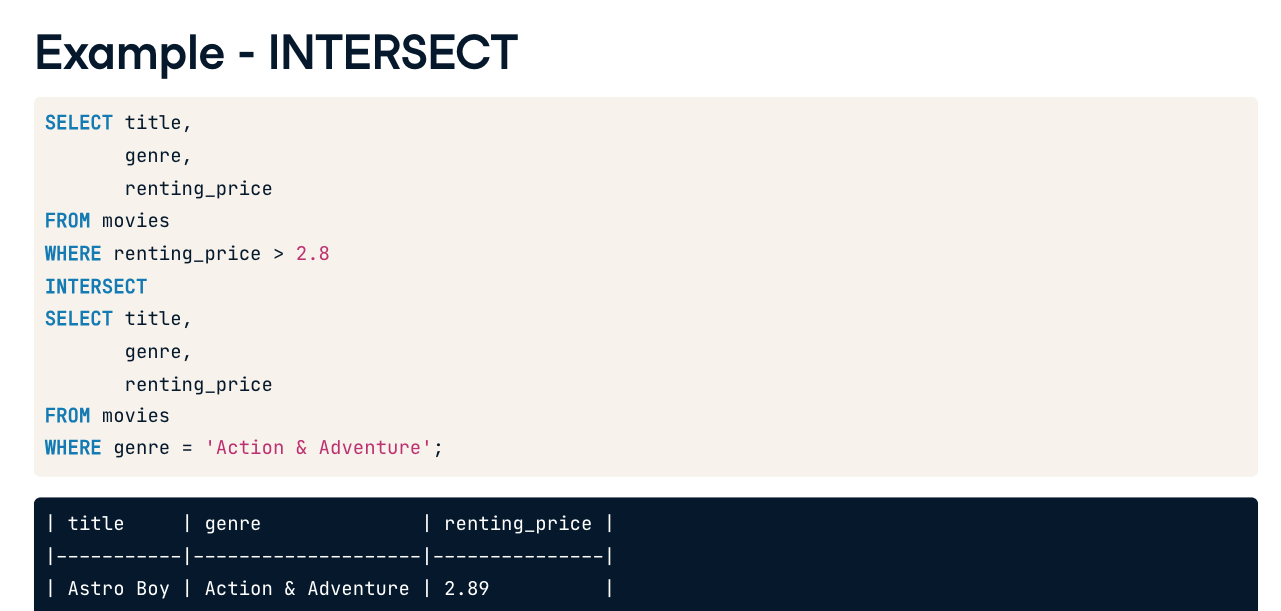 Example - INTERSECT
SELECT title,
       genre,
       renting_price
FROM movies
WHERE renting_price > 2.8
INTERSECT
SELECT title,
       genre,
       renting_price
FROM movies
WHERE genre = 'Action & Adventure';
| title     | genre              | renting_price |
|-----------|--------------------|---------------|
| Astro Boy | Action & Adventure | 2.89          |